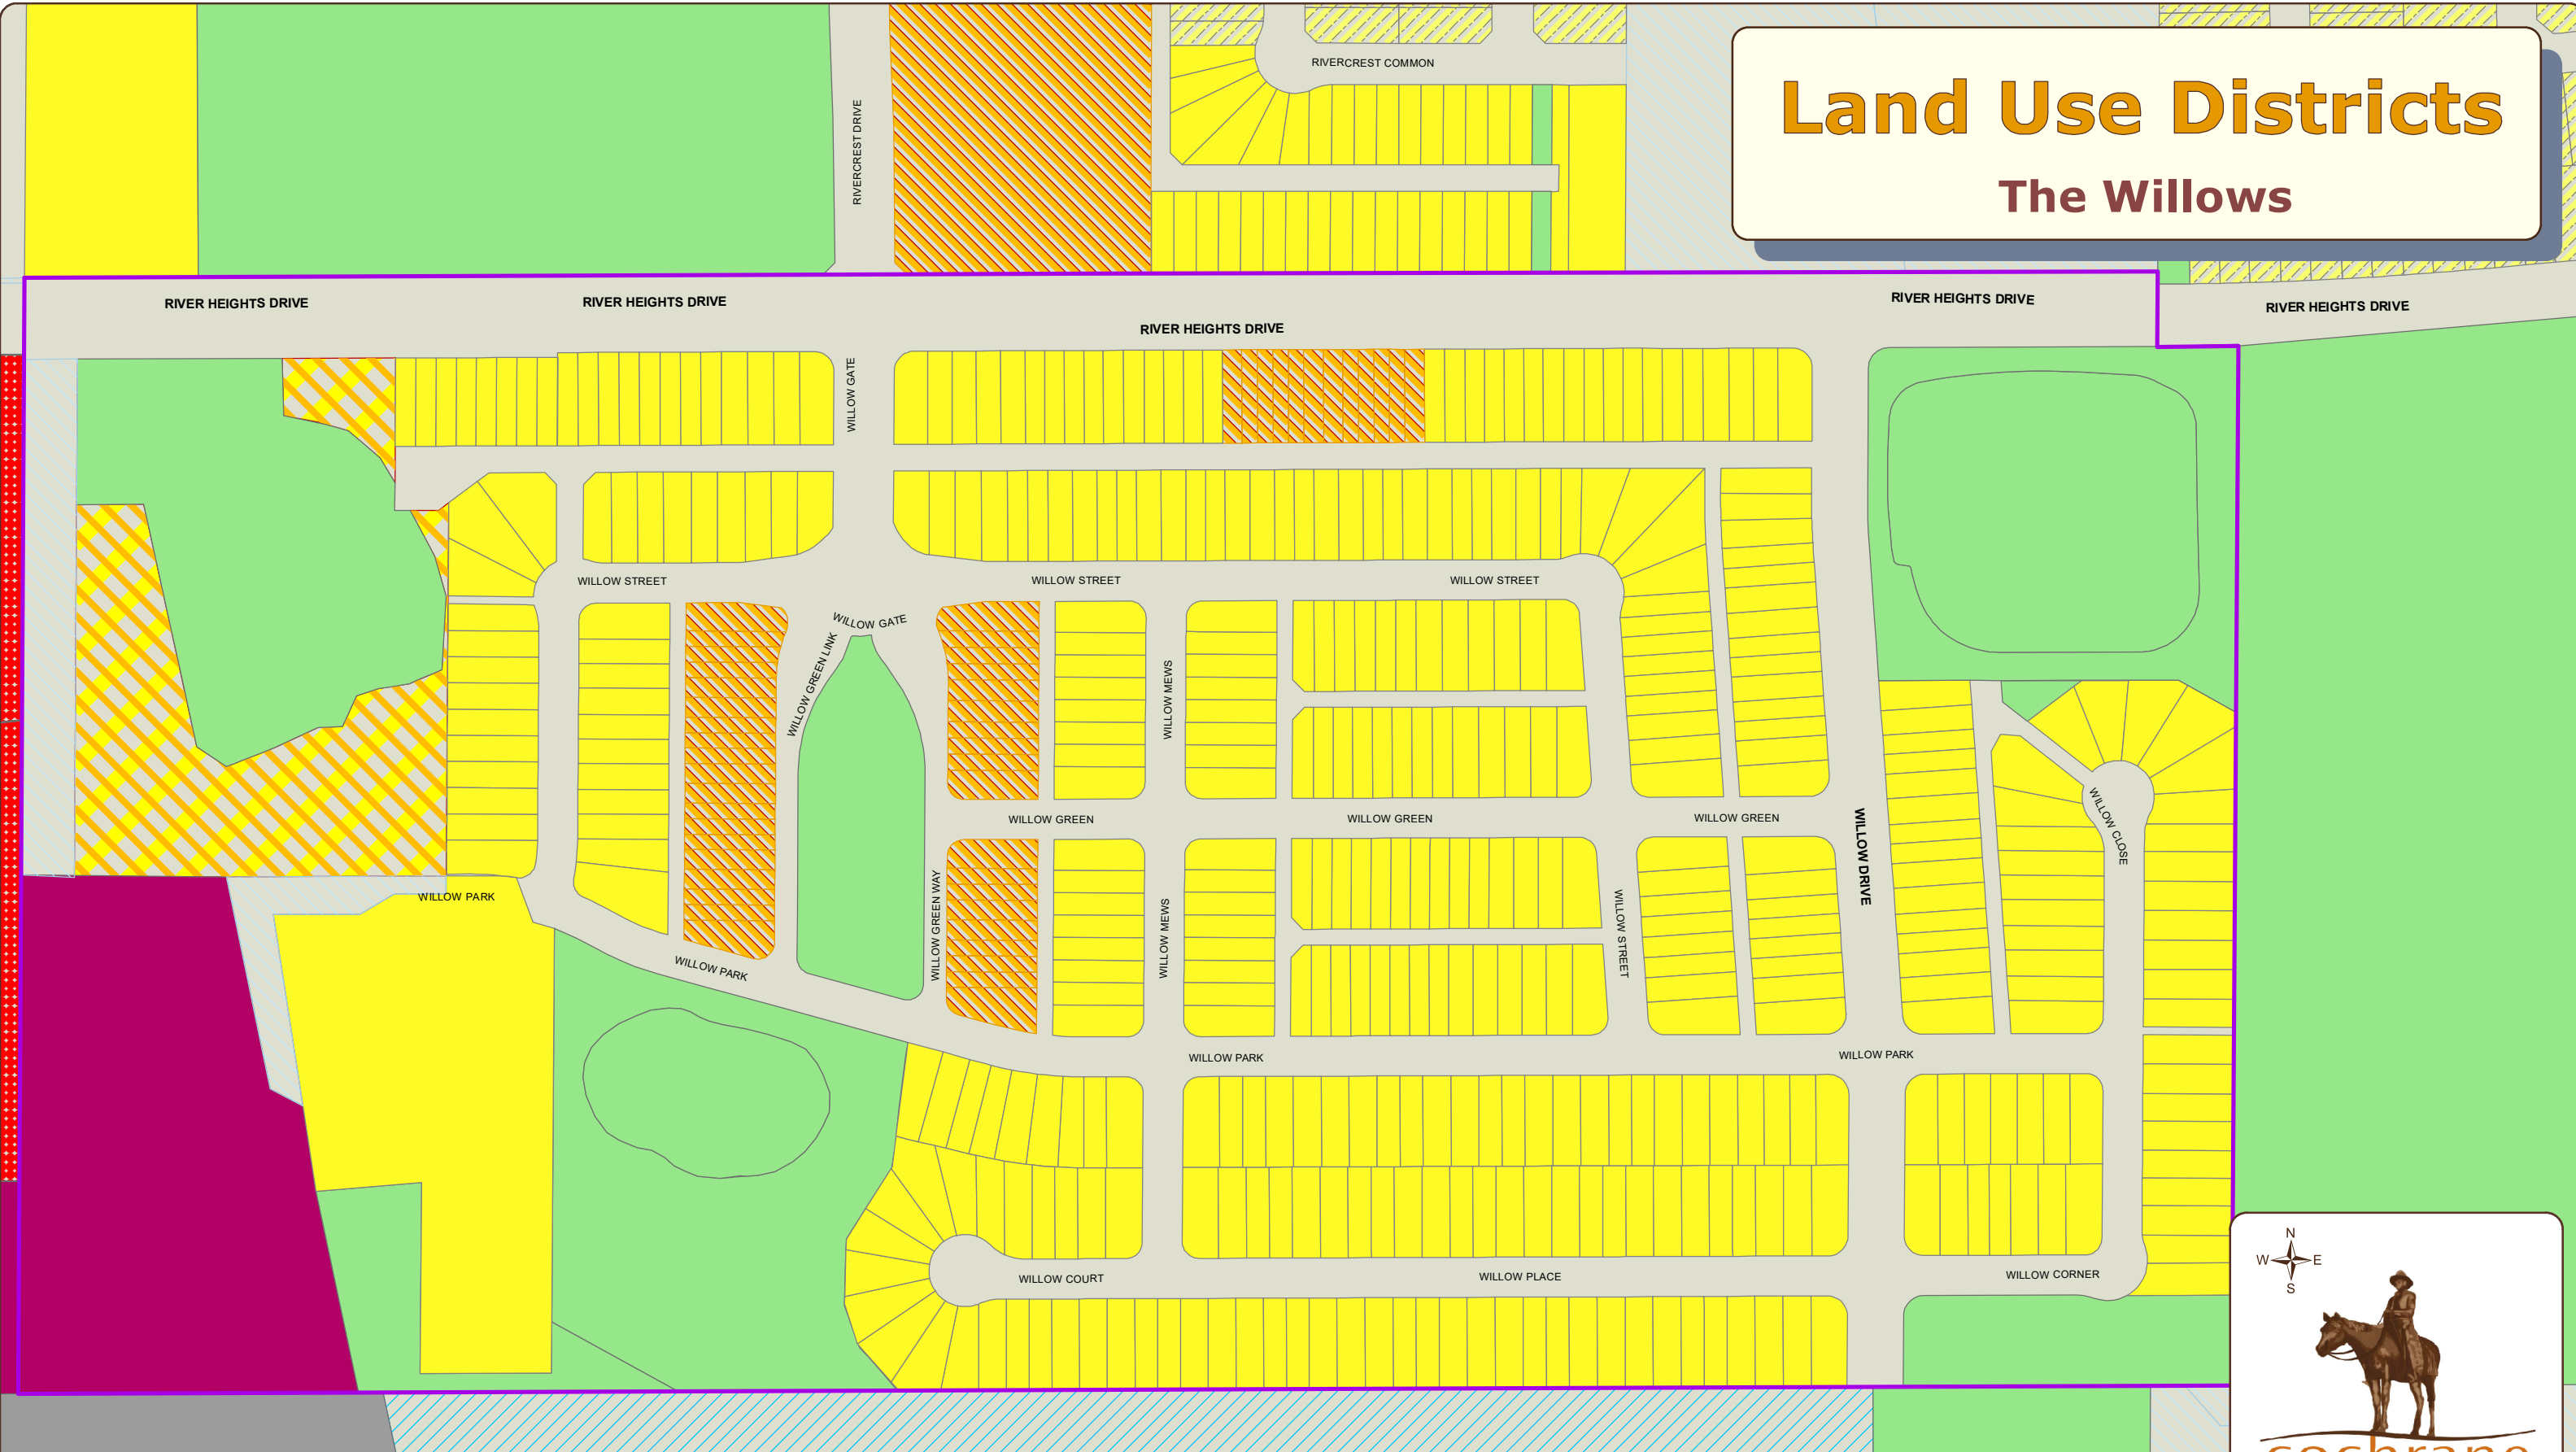 RIVERCREST COMMON
Land Use Districts
The Willows
RIVERCREST DRIVE
RIVER HEIGHTS DRIVE
RIVER HEIGHTS DRIVE
RIVER HEIGHTS DRIVE
RIVER HEIGHTS DRIVE
RIVER HEIGHTS DRIVE
WILLOW GATE
WILLOW STREET
WILLOW STREET
WILLOW STREET
WILLOW GATE
WILLOW GREEN LINK
WILLOW MEWS
WILLOW GREEN
WILLOW GREEN
WILLOW GREEN
WILLOW DRIVE
WILLOW CLOSE
WILLOW PARK
WILLOW GREEN WAY
WILLOW MEWS
WILLOW STREET
WILLOW PARK
WILLOW PARK
WILLOW PARK
WILLOW COURT
WILLOW PLACE
WILLOW CORNER
N
W E
S
cochrane